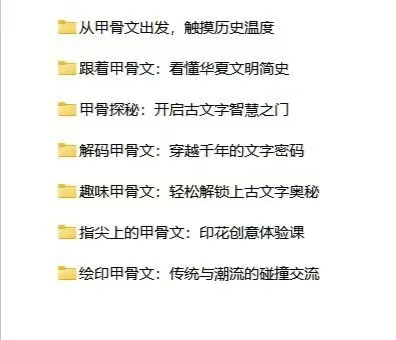 从甲骨文出发，触摸历史温度
跟着甲骨文：看懂华夏文明简史
甲骨探秘：开启古文字智慧之门
解码甲骨文：穿越千年的文字密码
趣味甲骨文：轻松解锁上古文字奥秘
指尖上的甲骨文：印花创意体验课
绘印甲骨文：传统与潮流的碰撞交流